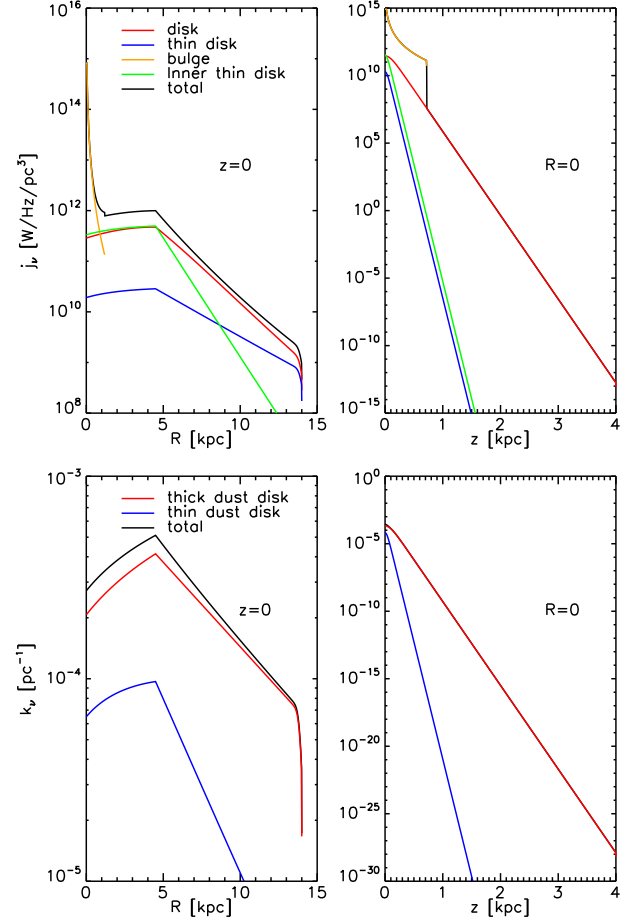 10^16
10^14
10^12
10^10
10^8
j_ν [W/Hz/pc^3]
disk
thin disk
bulge
Inner thin disk
total
z=0
0 5 10 15
R [kpc]
10^15
10^10
10^5
10^0
10^-5
10^-10
10^-15
R=0
0 1 2 3 4
z [kpc]
10^-3
10^-4
10^-5
k_ν [pc^-1]
thick dust disk
thin dust disk
total
z=0
0 5 10 15
R [kpc]
10^0
10^-5
10^-10
10^-15
10^-20
10^-25
10^-30
R=0
0 1 2 3 4
z [kpc]